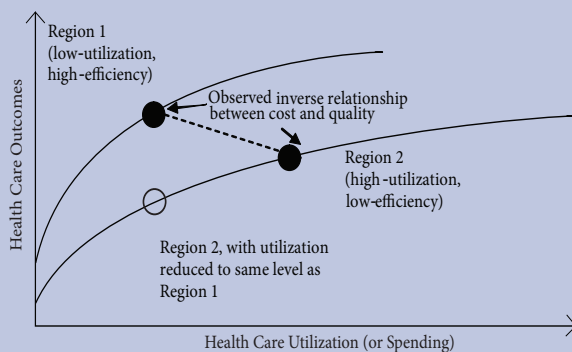 Region 1
(low-utilization,
high-efficiency)
Health Care Outcomes
Observed inverse relationship
between cost and quality
Region 2
(high-utilization,
low-efficiency)
Region 2, with utilization
reduced to same level as
Region 1
Health Care Utilization (or Spending)